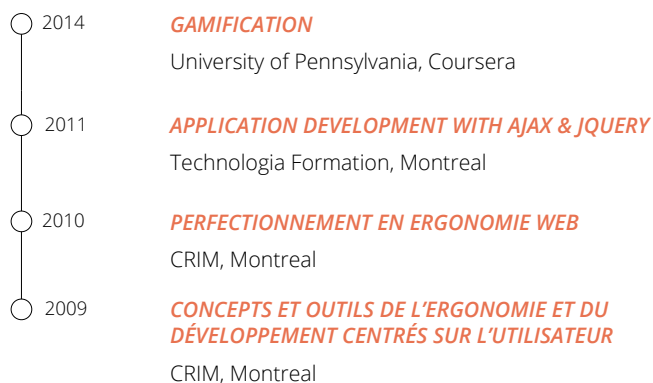 2014 GAMIFICATION
University of Pennsylvania, Coursera
2011 APPLICATION DEVELOPMENT WITH AJAX & JQUERY
Technologia Formation, Montreal
2010 PERFECTIONNEMENT EN ERGONOMIE WEB
CRIM, Montreal
2009 CONCEPTS ET OUTILS DE L’ERGONOMIE ET DU
DÉVELOPPEMENT CENTRÉS SUR L’UTILISATEUR
CRIM, Montreal